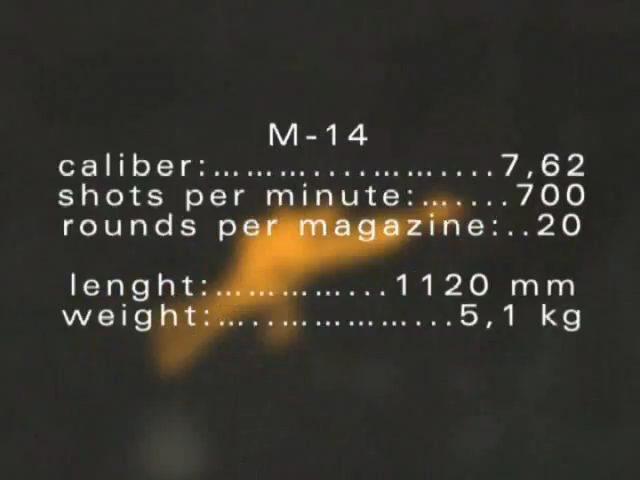 M-14
caliber:……….....……....7,62
shots per minute:…....700
rounds per magazine:..20
lenght:…………...1120 mm
weight:…..…………...5,1 kg